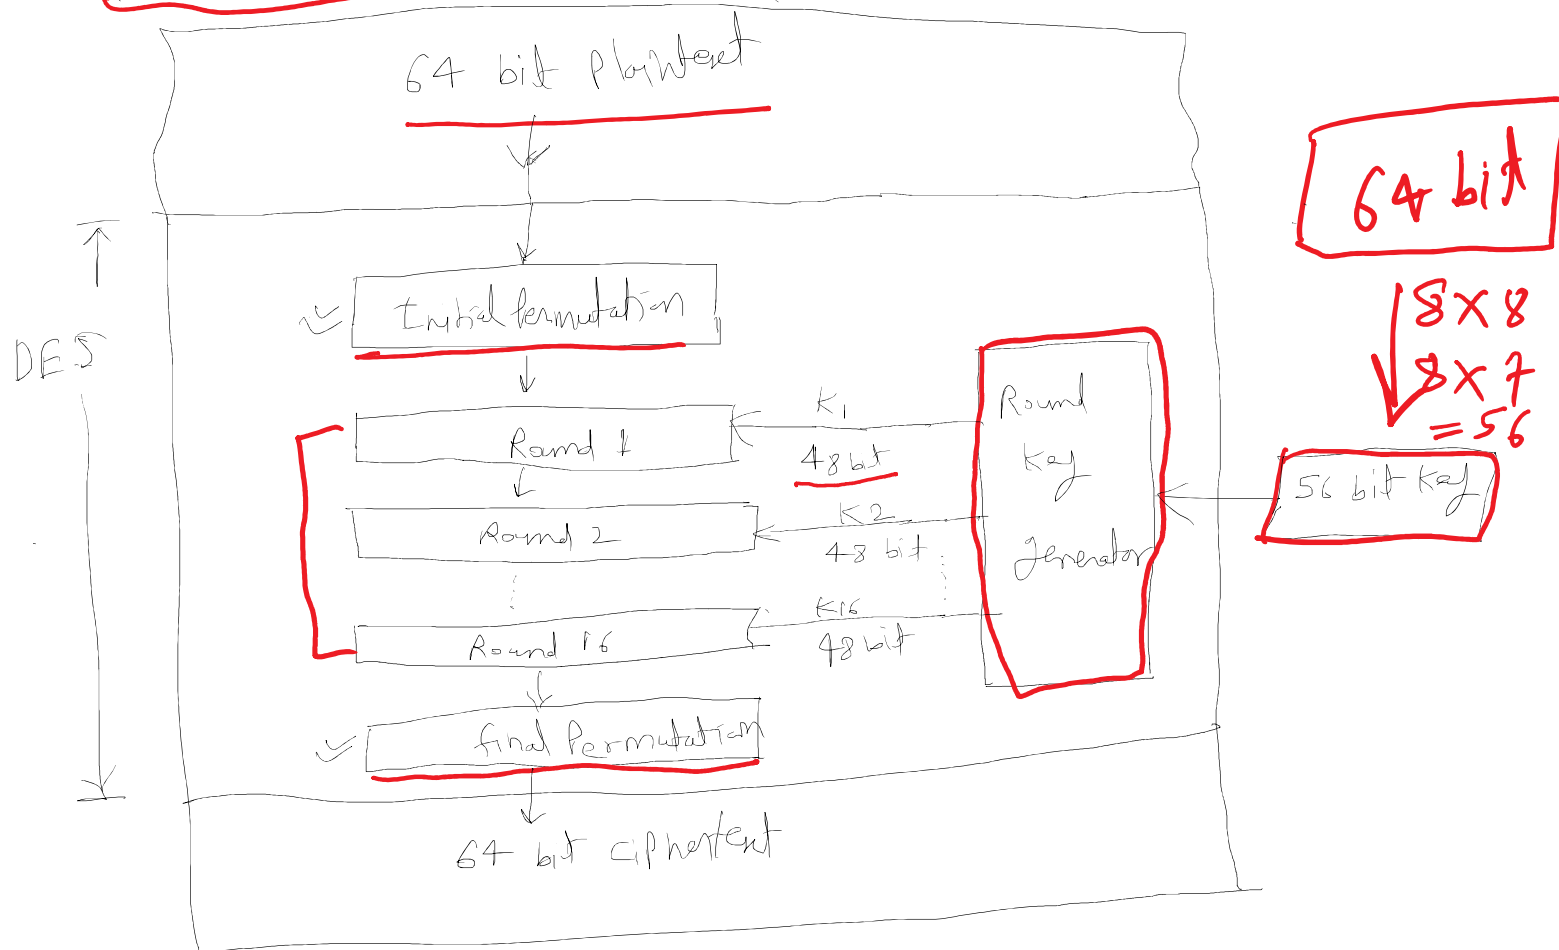 64 bit Plaintext
64 bit
8 x 8
8 x 7
= 56
DES
Initial Permutation
Round 1
K1
48 bit
Round 2
K2
48 bit
Round 16
K16
48 bit
Round
Key
generator
56 bit Key
final Permutation
64 bit ciphertext